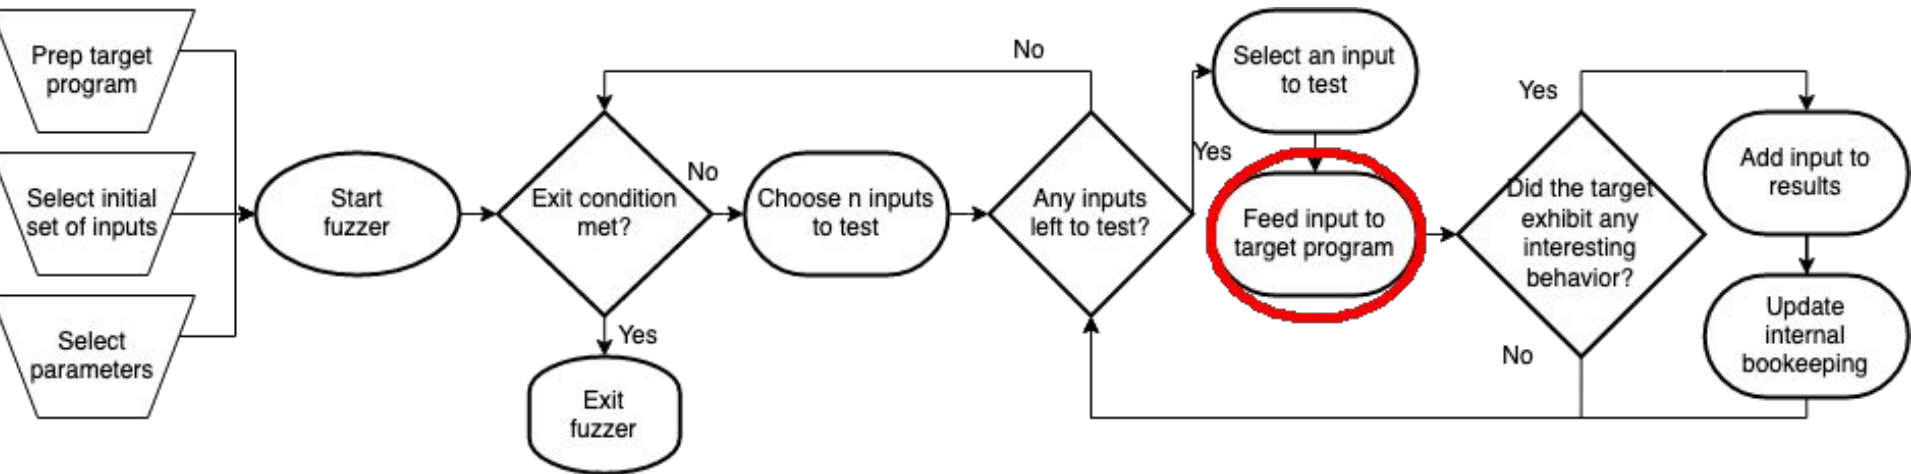 Prep target
program
Select initial
set of inputs
Select
parameters
Start
fuzzer
Exit condition
met?
No
Yes
Exit
fuzzer
Choose n inputs
to test
No
Any inputs
left to test?
Yes
Select an input
to test
Feed input to
target program
Did the target
exhibit any
interesting
behavior?
Yes
No
Add input to
results
Update
internal
bookeeping